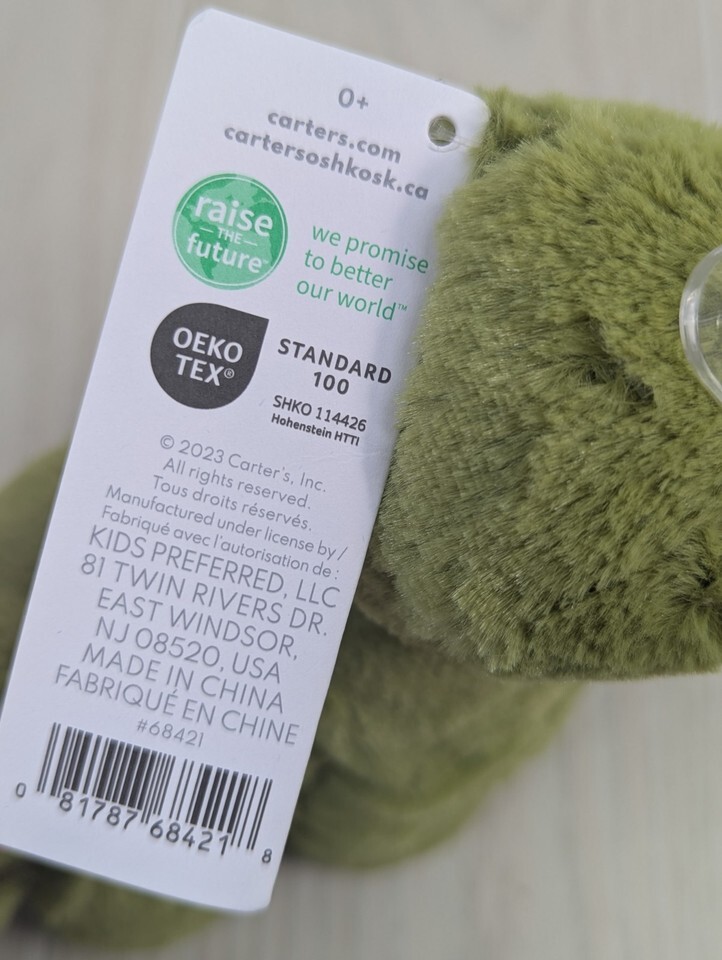 0+
carters.com
cartersoshkosk.ca
raise
THE
future™
we promise
to better
our world™
OEKO
TEX®
STANDARD
100
SHKO 114426
Hohenstein HTTI
© 2023 Carter's, Inc.
All rights reserved.
Tous droits réservés.
Manufactured under license by /
Fabriqué avec l'autorisation de :
KIDS PREFERRED, LLC
81 TWIN RIVERS DR.
EAST WINDSOR,
NJ 08520, USA
MADE IN CHINA
FABRIQUÉ EN CHINE
#68421
0 81787 68421 8